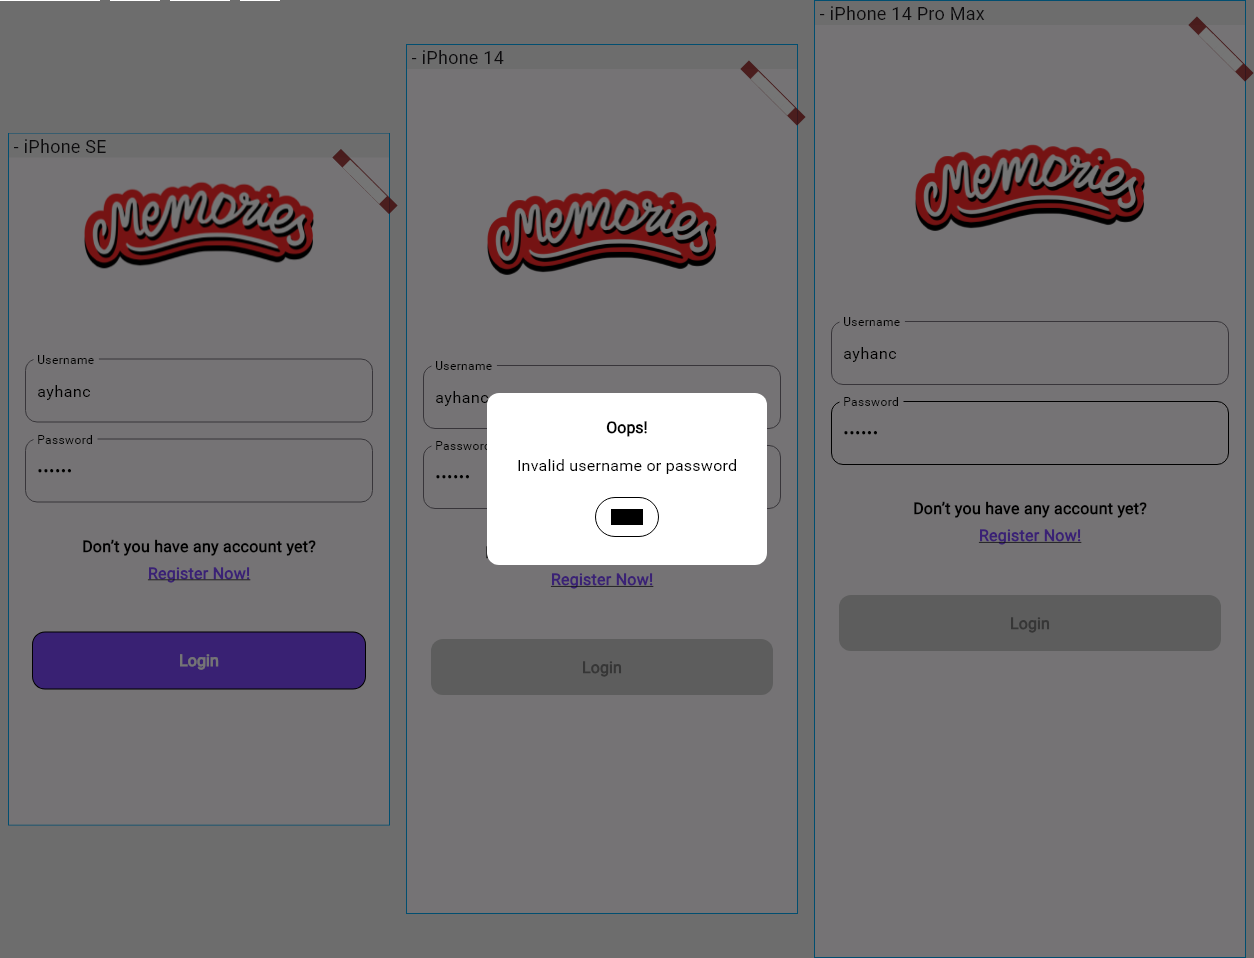 - iPhone SE
Memories
Username
ayhanc
Password
Don't you have any account yet?
Register Now!
Login
- iPhone 14
Memories
Username
ayhanc
Password
Register Now!
Login
Oops!
Invalid username or password
- iPhone 14 Pro Max
Memories
Username
ayhanc
Password
Don't you have any account yet?
Register Now!
Login